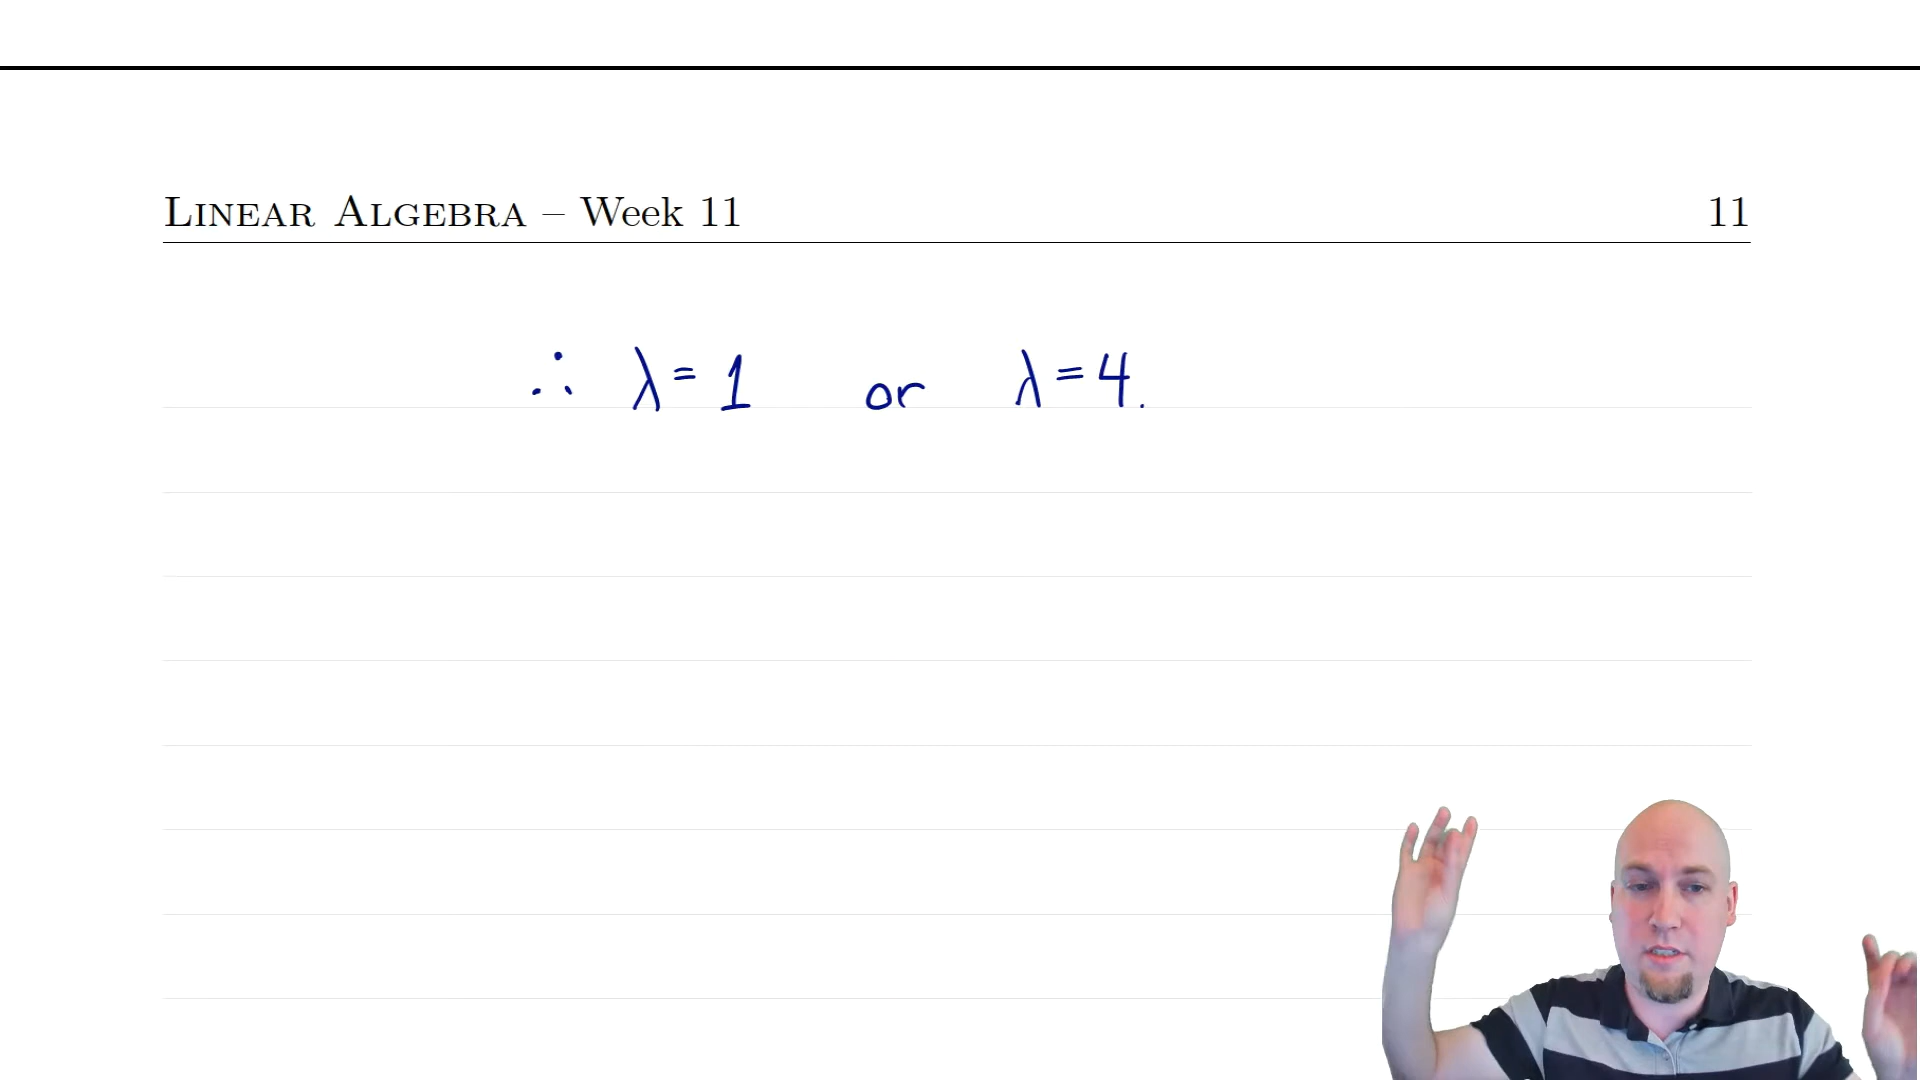 LINEAR ALGEBRA – Week 11 11
∴ λ = 1 or λ = 4.